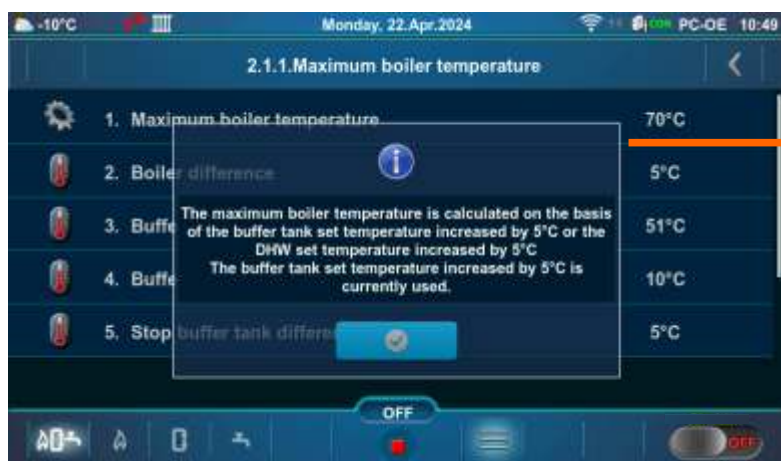 -10°C Monday, 22.Apr.2024 CON PC-OE 10:49
2.1.1.Maximum boiler temperature
1. Maximum boiler temperature 70°C
2. Boiler difference 5°C
3. Buffe 51°C
4. Buffe 10°C
5. Stop buffer tank differe 5°C
The maximum boiler temperature is calculated on the basis
of the buffer tank set temperature increased by 5°C or the
DHW set temperature increased by 5°C
The buffer tank set temperature increased by 5°C is
currently used.
OFF
OFF